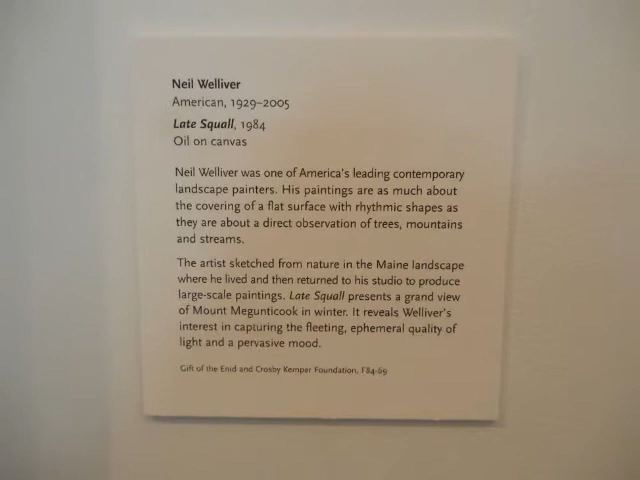 Neil Welliver
American, 1929–2005
Late Squall, 1984
Oil on canvas
Neil Welliver was one of America's leading contemporary
landscape painters. His paintings are as much about
the covering of a flat surface with rhythmic shapes as
they are about a direct observation of trees, mountains
and streams.
The artist sketched from nature in the Maine landscape
where he lived and then returned to his studio to produce
large-scale paintings. Late Squall presents a grand view
of Mount Megunticook in winter. It reveals Welliver's
interest in capturing the fleeting, ephemeral quality of
light and a pervasive mood.
Gift of the Enid and Crosby Kemper Foundation, F84-69